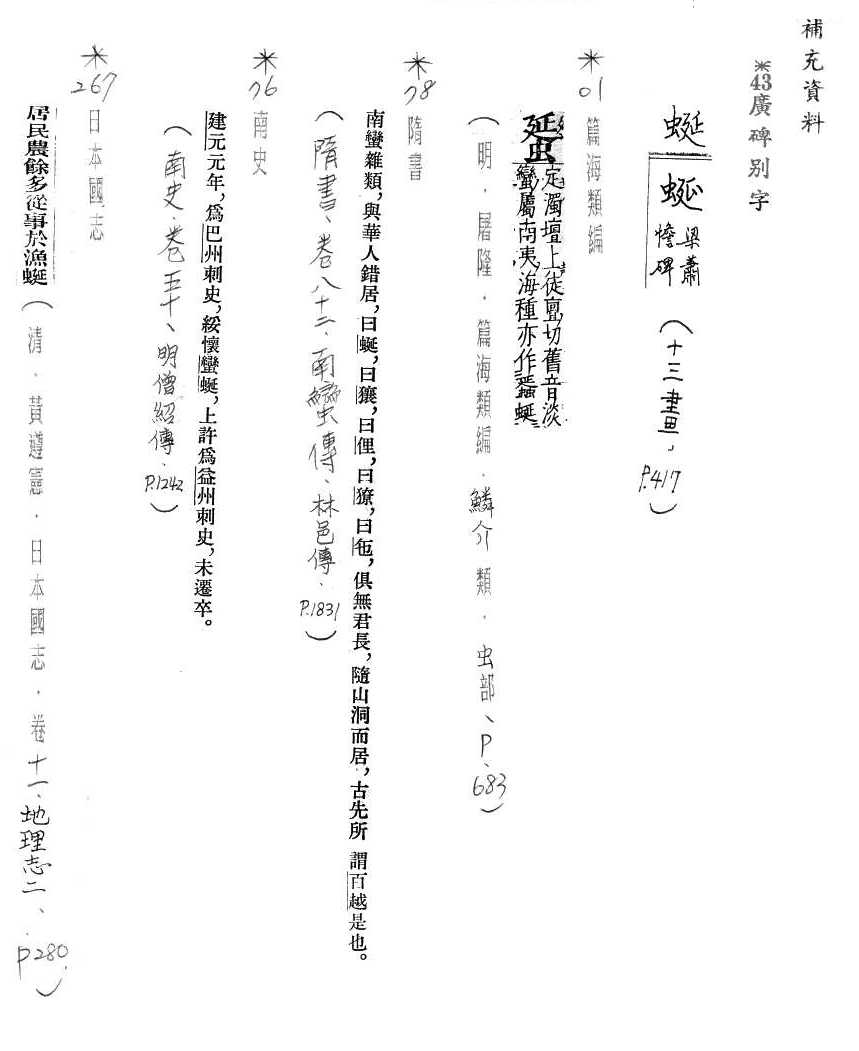 補充資料
*43廣碑別字
蜒
蜒 梁蕭
憺碑
(十三畫,P.417)
*01
篇海類編
蜑 定濁壇上徒亶切舊音淡
蠻屬南夷海種亦作蜒
(明.屠隆.篇海類編.鱗介類.虫部、P.683)
*078
隋書
南蠻雜類,與華人錯居,曰蜒,曰獽,曰俚,曰獠,曰㐌,俱無君長,隨山洞而居,古先所謂百越是也。
(隋書、卷八十二、南蠻傳、林邑傳.P.1831)
*076
南史
建元元年,爲巴州刺史,綏懷蠻蜒,上許爲益州刺史,未遷卒。
(南史.卷五十、明僧紹傳.P.1242)
*267
日本國志
居民農餘多從事於漁蜒(清.黃遵憲.日本國志.卷十一、地理志二、P280)